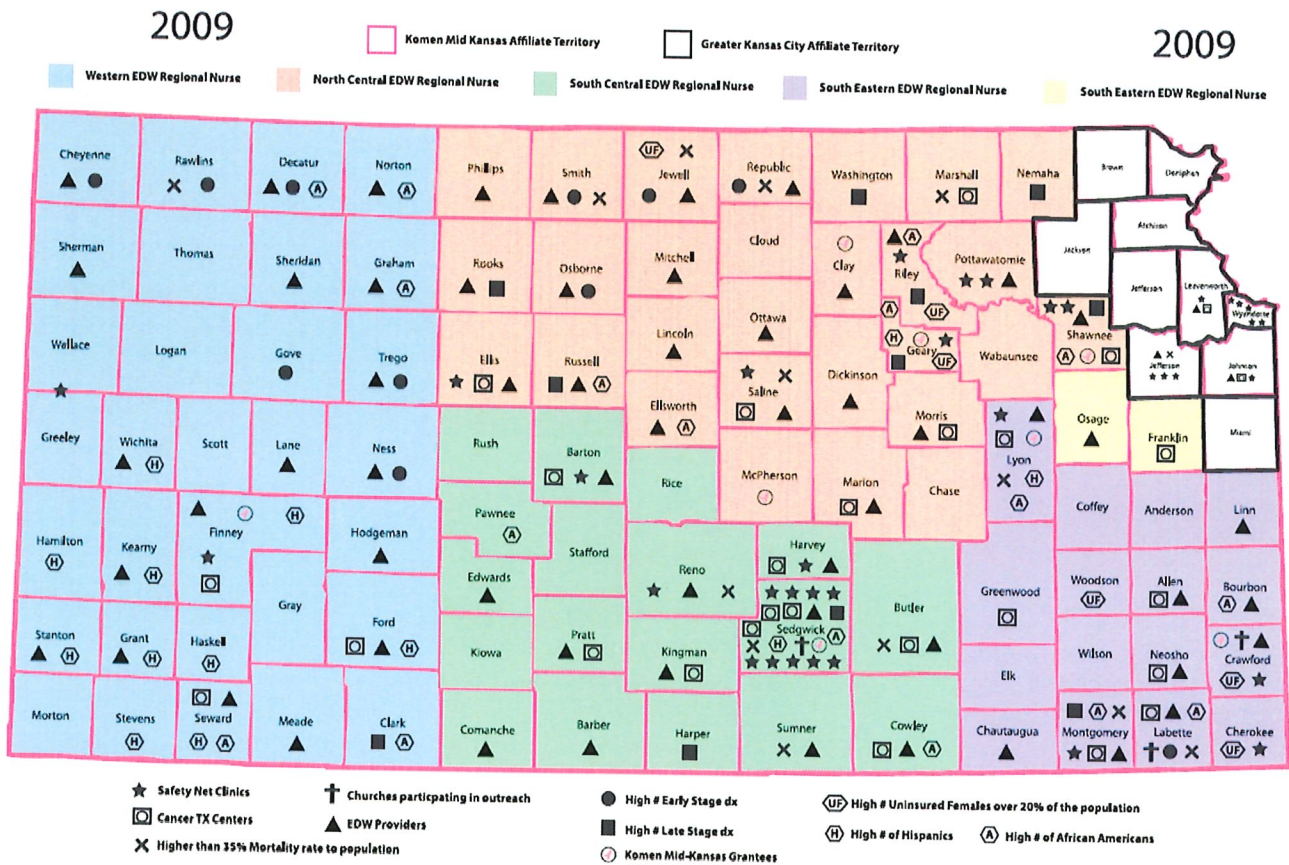 2009
2009
Komen Mid Kansas Affiliate Territory
Greater Kansas City Affiliate Territory
Western EDW Regional Nurse
North Central EDW Regional Nurse
South Central EDW Regional Nurse
South Eastern EDW Regional Nurse
South Eastern EDW Regional Nurse
Cheyenne
Rawlins
Decatur
A
Norton
A
Phillips
Smith
UF
Jewell
Republic
Washington
Marshall
Nemaha
Brown
Doniphan
Sherman
Thomas
Sheridan
Graham
A
Rooks
Osborne
Mitchell
Cloud
Clay
A
Riley
UF
Pottawatomie
Jackson
Atchison
Jefferson
Leavenworth
Wyandotte
Wallace
Logan
Gove
Trego
Ellis
Russell
A
Lincoln
Ottawa
Saline
Dickinson
A
H
Geary
UF
Wabaunsee
Shawnee
A
Jefferson
Johnson
Greeley
Wichita
H
Scott
Lane
Ness
Rush
Barton
Ellsworth
A
Rice
McPherson
Marion
Morris
Chase
Lyon
H
A
Osage
Franklin
Miami
Hamilton
H
Kearny
H
H
Finney
Hodgeman
Pawnee
A
Stafford
Edwards
Reno
Harvey
Butler
Greenwood
Coffey
Anderson
Linn
Woodson
UF
Allen
Bourbon
A
Stanton
H
Grant
H
Haskell
H
Gray
Ford
H
Kiowa
Pratt
Kingman
Sedgwick
A
H
Elk
Wilson
Neosho
Crawford
UF
Morton
Stevens
H
Seward
H
A
Meade
Clark
A
Comanche
Barber
Harper
Sumner
Cowley
A
Chautaugua
A
Montgomery
A
Labette
Cherokee
UF
Safety Net Clinics
Churches particpating in outreach
High # Early Stage dx
UF
High # Uninsured Females over 20% of the population
Cancer TX Centers
EDW Providers
High # Late Stage dx
H
High # of Hispanics
A
High # of African Americans
Higher than 35% Mortality rate to population
Komen Mid-Kansas Grantees